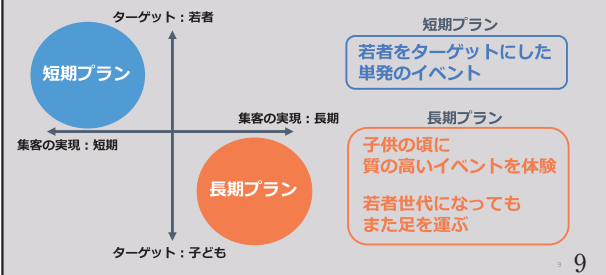 ターゲット：若者
短期プラン
集客の実現：長期
集客の実現：短期
長期プラン
ターゲット：子ども
短期プラン
若者をターゲットにした
単発のイベント
長期プラン
子供の頃に
質の高いイベントを体験
若者世代になっても
また足を運ぶ
9
9